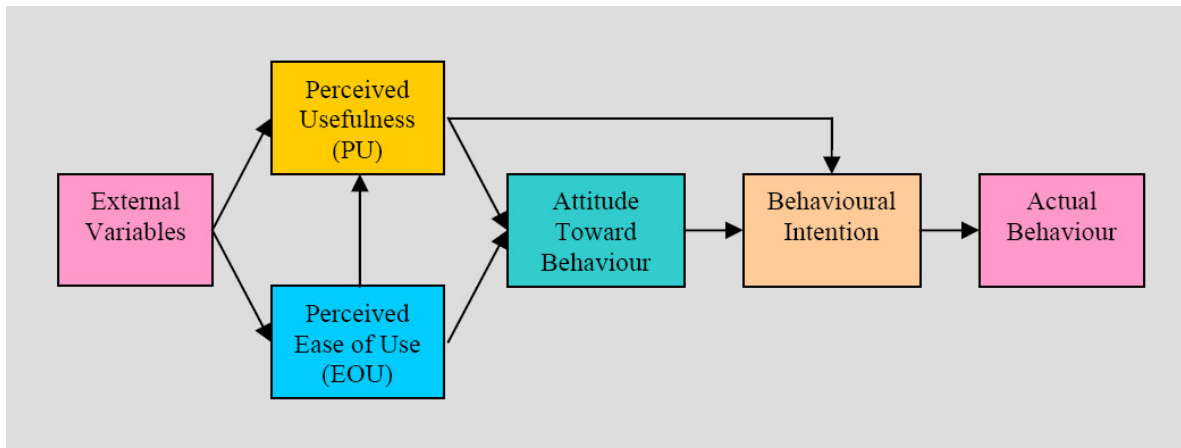 External
Variables
Perceived
Usefulness
(PU)
Perceived
Ease of Use
(EOU)
Attitude
Toward
Behaviour
Behavioural
Intention
Actual
Behaviour